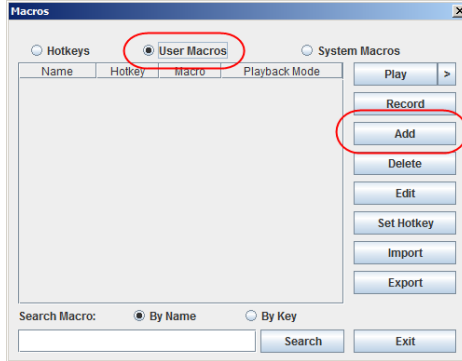 Macros
Hotkeys User Macros System Macros
Name Hotkey Macro Playback Mode
Play >
Record
Add
Delete
Edit
Set Hotkey
Import
Export
Search Macro: By Name By Key
Search Exit